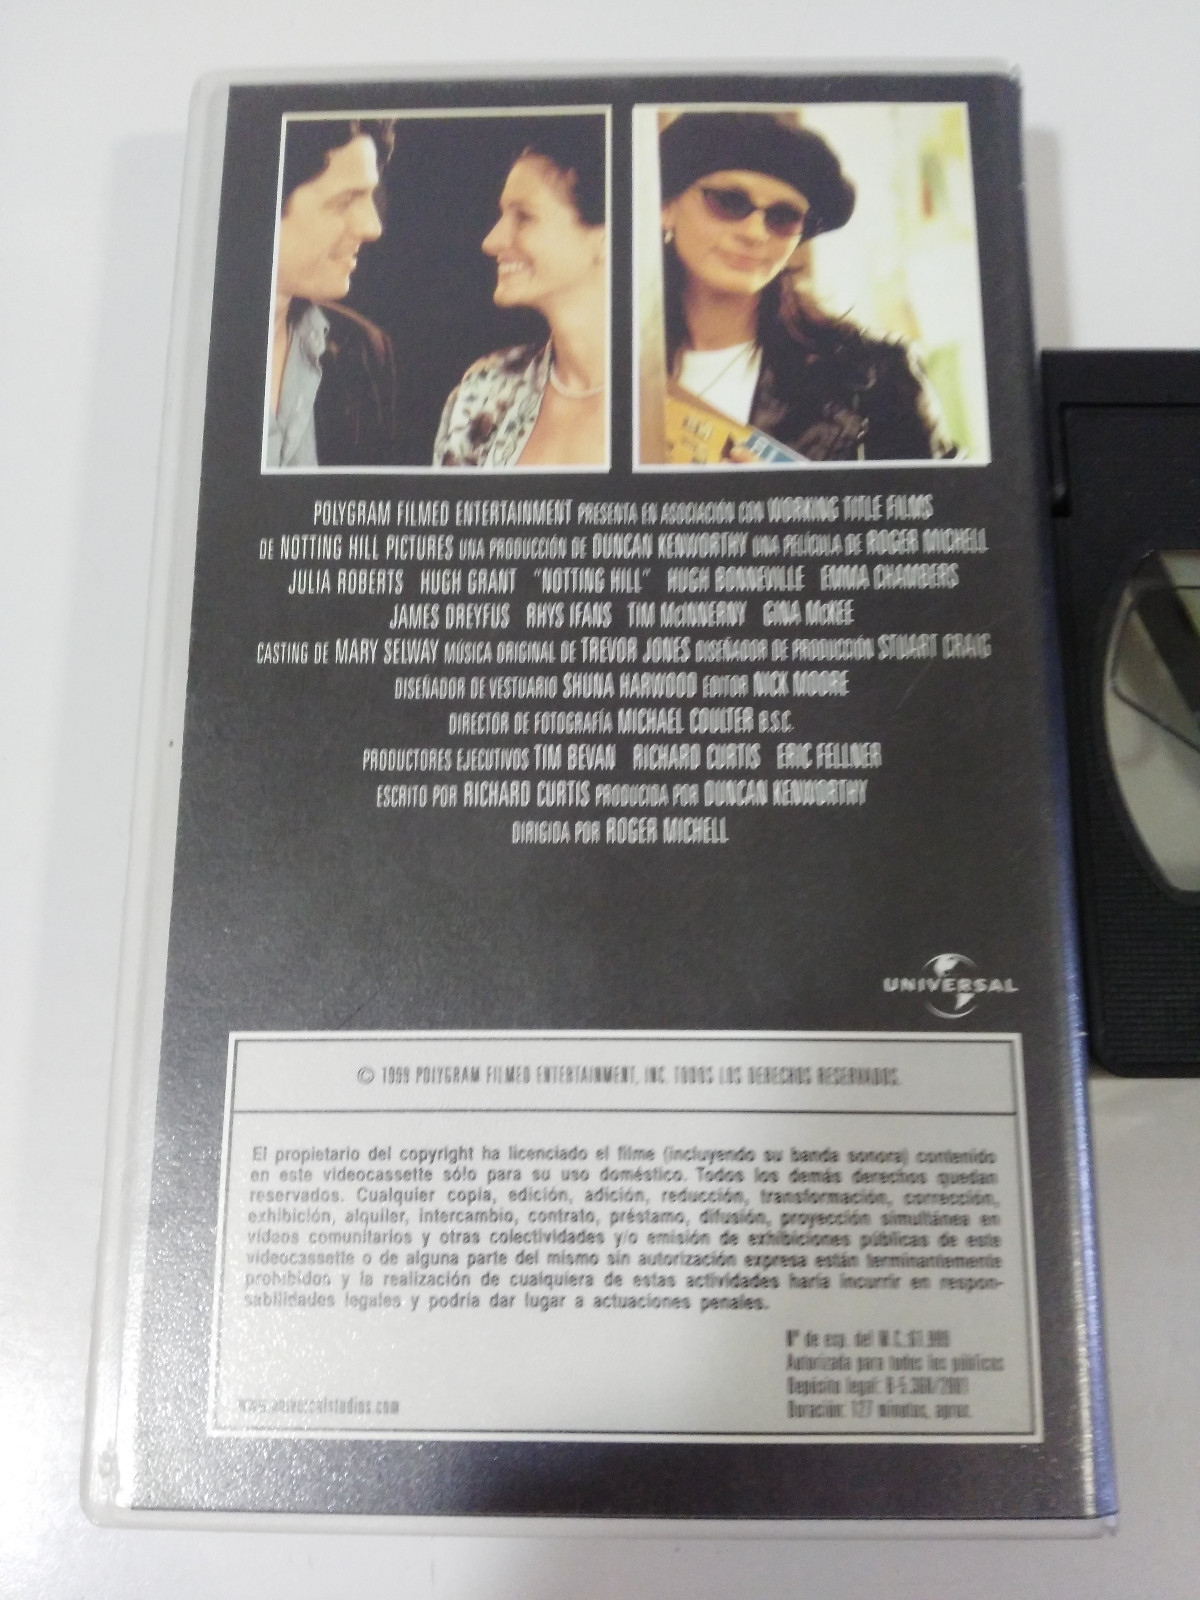 POLYGRAM FILMED ENTERTAINMENT PRESENTA EN ASOCIACIÓN CON WORKING TITLE FILMS
DE NOTTING HILL PICTURES UNA PRODUCCIÓN DE DUNCAN KENWORTHY UNA PELÍCULA DE ROGER MICHELL
JULIA ROBERTS HUGH GRANT "NOTTING HILL" HUGH BONNEVILLE EMMA CHAMBERS
JAMES DREYFUS RHYS IFANS TIM McINNERNY GINA McKEE
CASTING DE MARY SELWAY MÚSICA ORIGINAL DE TREVOR JONES DISEÑADOR DE PRODUCCIÓN STUART CRAIG
DISEÑADOR DE VESTUARIO SHUNA HARWOOD EDITOR NICK MOORE
DIRECTOR DE FOTOGRAFÍA MICHAEL COULTER B.S.C.
PRODUCTORES EJECUTIVOS TIM BEVAN RICHARD CURTIS ERIC FELLNER
ESCRITO POR RICHARD CURTIS PRODUCIDA POR DUNCAN KENWORTHY
DIRIGIDA POR ROGER MICHELL
UNIVERSAL
© 1999 POLYGRAM FILMED ENTERTAINMENT, INC. TODOS LOS DERECHOS RESERVADOS.
El propietario del copyright ha licenciado el filme (incluyendo su banda sonora) contenido
en este videocassette sólo para su uso doméstico. Todos los demás derechos quedan
reservados. Cualquier copia, edición, adición, reducción, transformación, corrección,
exhibición, alquiler, intercambio, contrato, préstamo, difusión, proyección simultánea en
vídeos comunitarios y otras colectividades y/o emisión de exhibiciones públicas de este
videocassette o de alguna parte del mismo sin autorización expresa están terminantemente
prohibidos y la realización de cualquiera de estas actividades haría incurrir en respon-
sabilidades legales y podría dar lugar a actuaciones penales.
Nº de exp. del M.C.:
Autorizada para todos los públicos
Depósito legal:
Duración: 127 minutos, aprox.
www.universalstudios.com